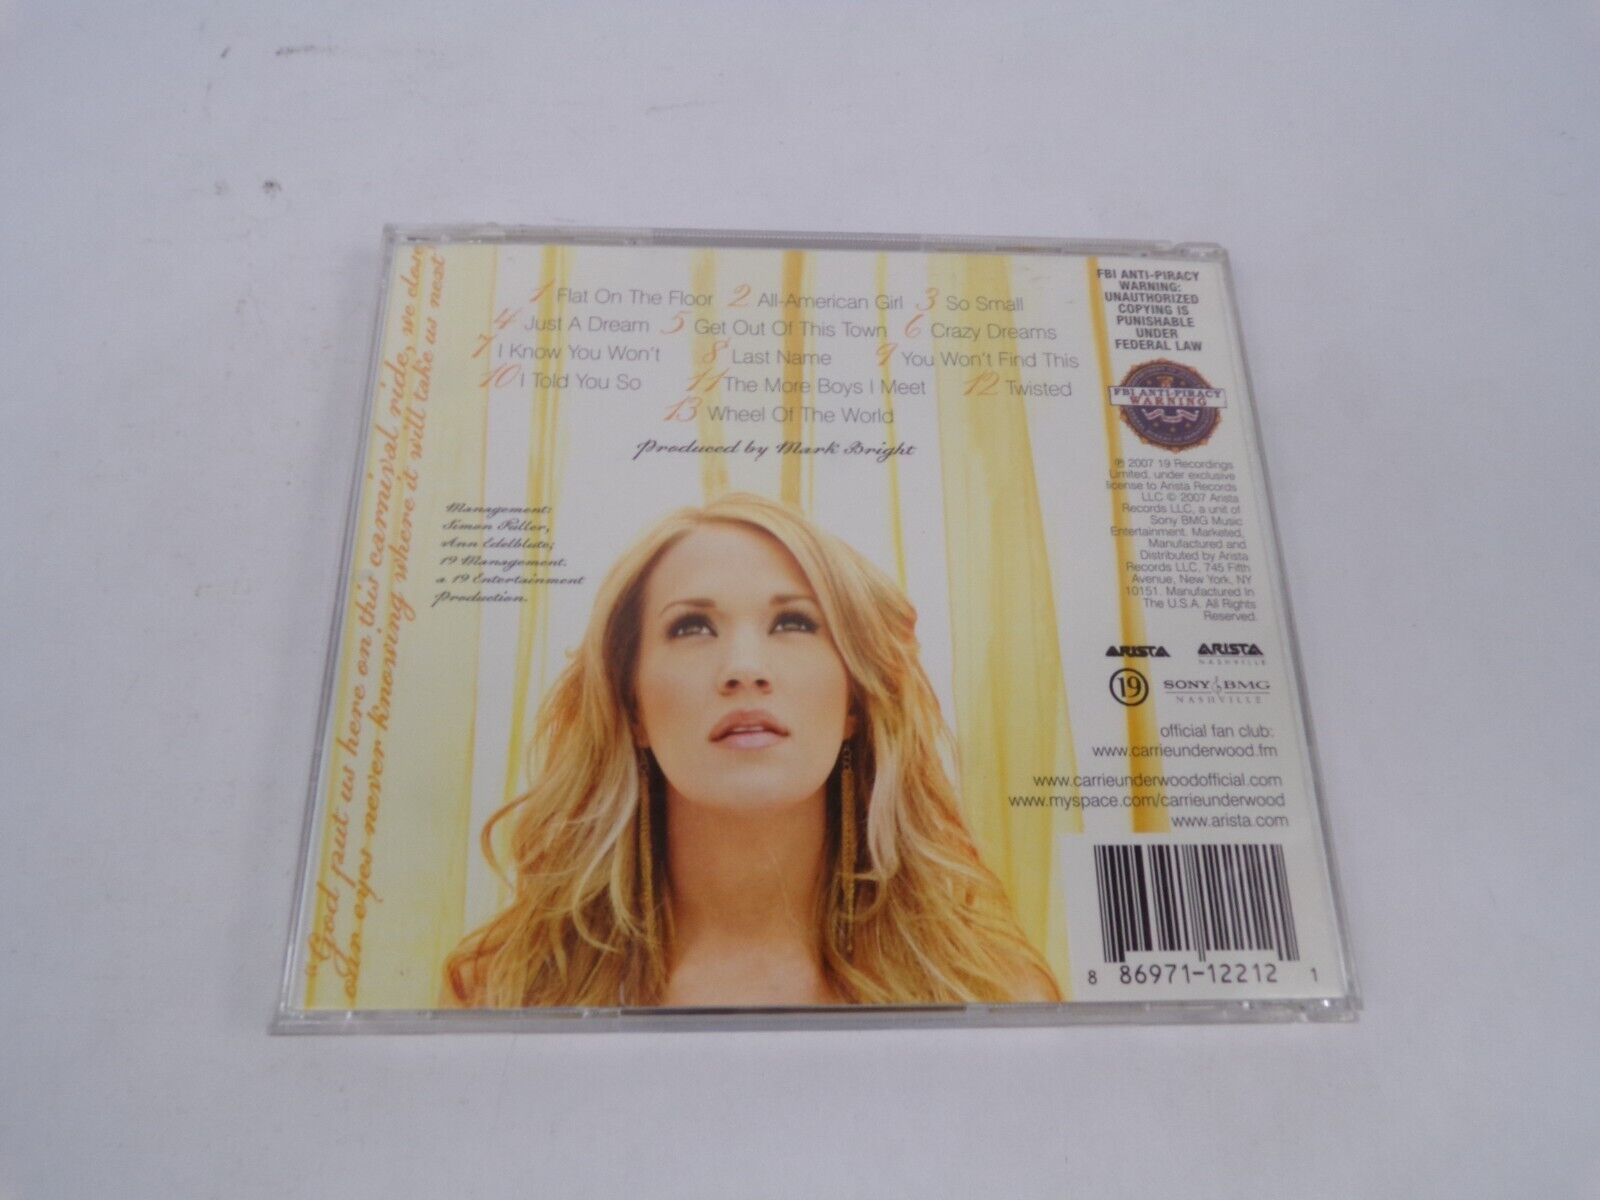 "God put us here on this carnival ride, we close
our eyes never knowing where it will take us next"
1 Flat On The Floor 2 All-American Girl 3 So Small
4 Just A Dream 5 Get Out Of This Town 6 Crazy Dreams
7 I Know You Won't 8 Last Name 9 You Won't Find This
10 I Told You So 11 The More Boys I Meet 12 Twisted
13 Wheel Of The World
Produced by Mark Bright
Management:
Simon Fuller,
Ann Edelblute;
19 Management.
a 19 Entertainment
Production.
FBI ANTI-PIRACY
WARNING:
UNAUTHORIZED
COPYING IS
PUNISHABLE
UNDER
FEDERAL LAW
FBI ANTI-PIRACY
WARNING
℗ 2007 19 Recordings
Limited, under exclusive
license to Arista Records
LLC © 2007 Arista
Records LLC, a unit of
Sony BMG Music
Entertainment. Marketed,
Manufactured and
Distributed by Arista
Records LLC, 745 Fifth
Avenue, New York, NY
10151. Manufactured In
The U.S.A. All Rights
Reserved.
ARISTA
ARISTA
NASHVILLE
19
SONY BMG
NASHVILLE
official fan club:
www.carrieunderwood.fm
www.carrieunderwoodofficial.com
www.myspace.com/carrieunderwood
www.arista.com
8 86971-12212 1